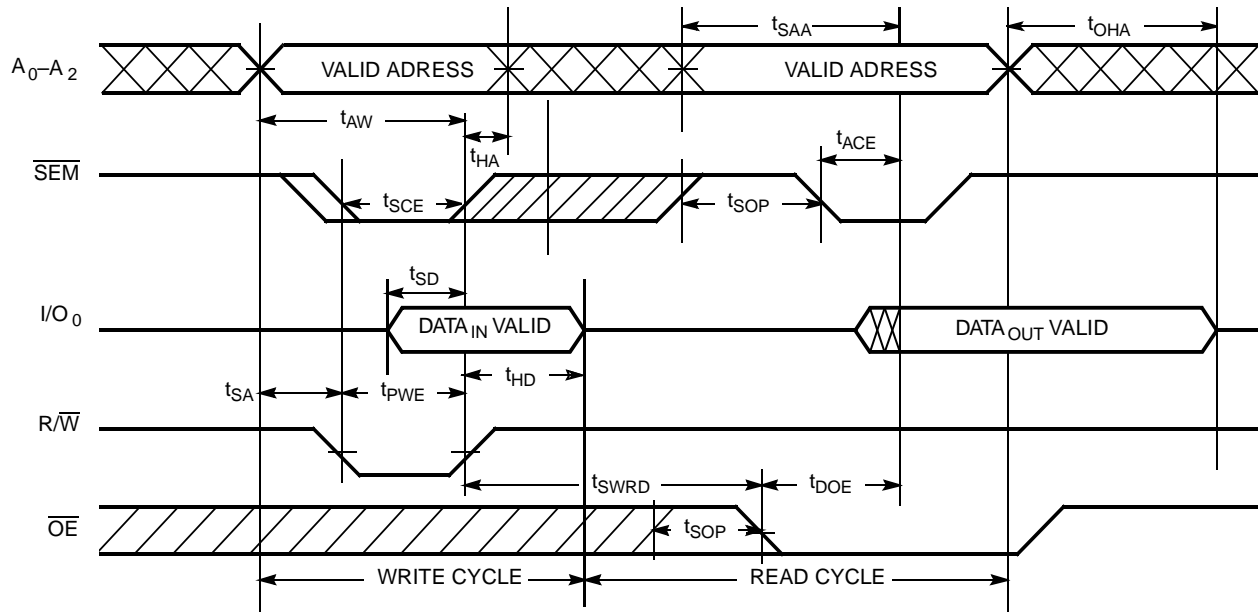 tSAA
tOHA
A0–A2
VALID ADRESS
VALID ADRESS
tAW
tHA
tACE
SEM
tSCE
tSOP
tSD
I/O0
DATAIN VALID
DATAOUT VALID
tSA
tPWE
tHD
R/W
tSWRD
tDOE
OE
tSOP
WRITE CYCLE
READ CYCLE